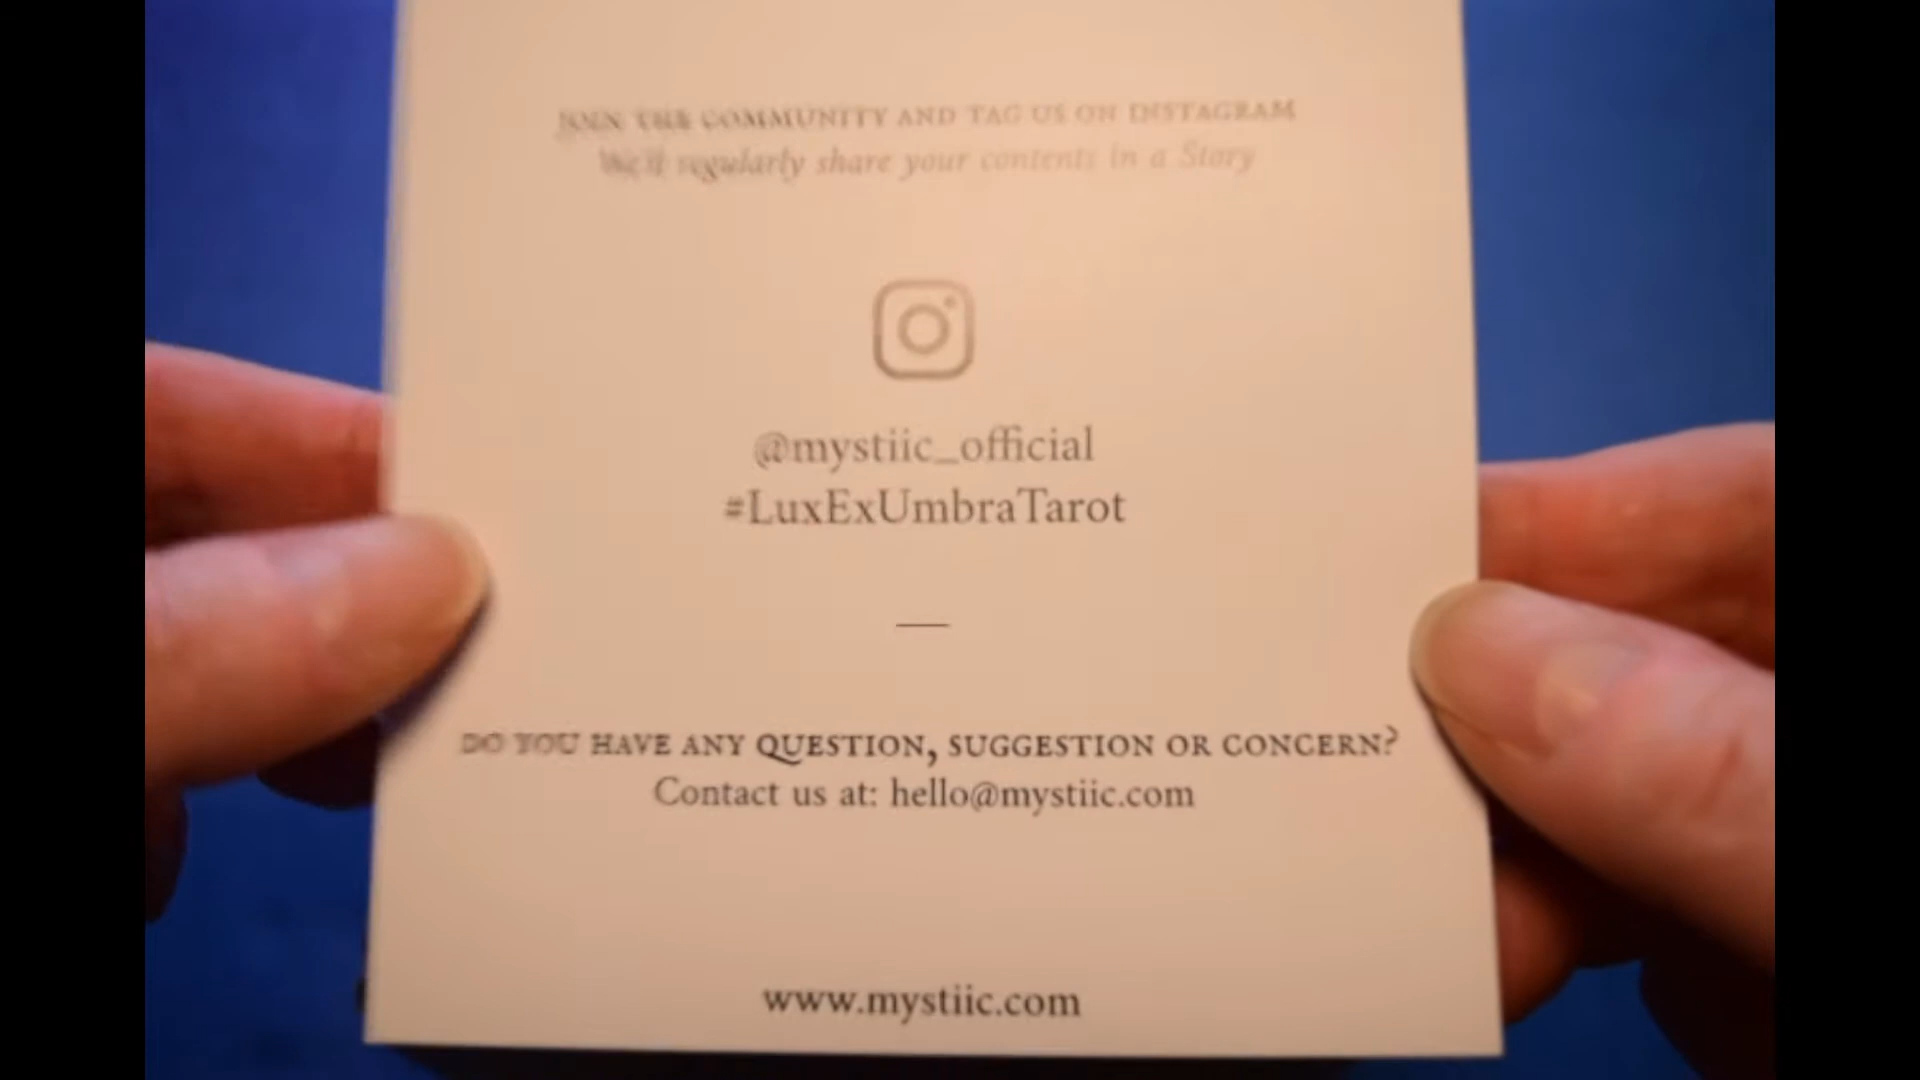 JOIN THE COMMUNITY AND TAG US ON INSTAGRAM
We'll regularly share your contents in a Story
@mystiic_official
#LuxExUmbraTarot
DO YOU HAVE ANY QUESTION, SUGGESTION OR CONCERN?
Contact us at: hello@mystiic.com
www.mystiic.com